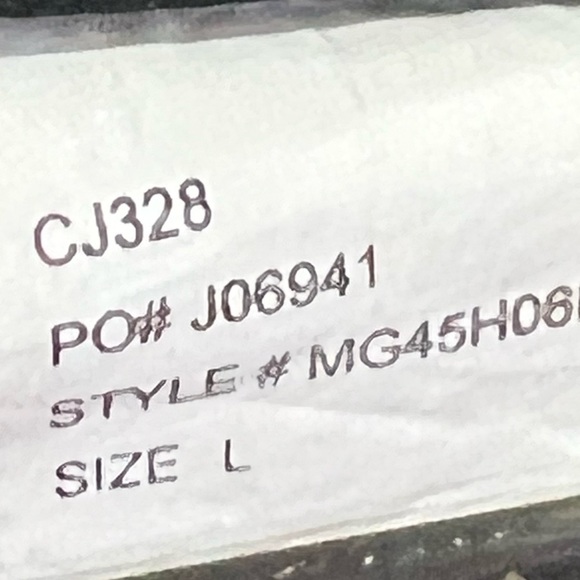 CJ328
PO# J06941
STYLE # MG45H06
SIZE L